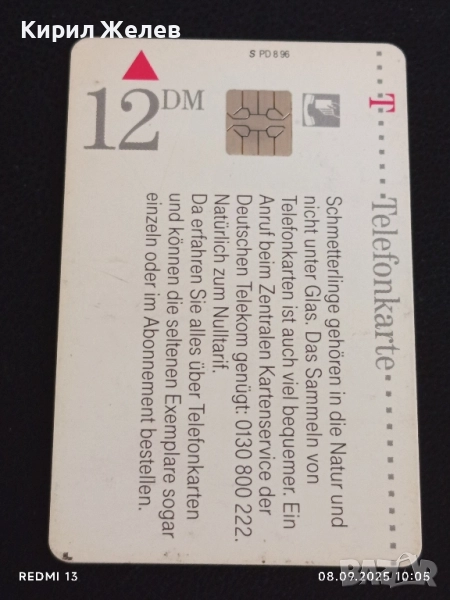 Кирил Желев
S PD 8 96
12 DM
T Telefonkarte
Schmetterlinge gehören in die Natur und
nicht unter Glas. Das Sammeln von
Telefonkarten ist auch viel bequemer. Ein
Anruf beim Zentralen Kartenservice der
Deutschen Telekom genügt: 0130 800 222.
Natürlich zum Nulltarif.
Da erfahren Sie alles über Telefonkarten
und können die seltenen Exemplare sogar
einzeln oder im Abonnement bestellen.
REDMI 13
08.09.2025 10:05